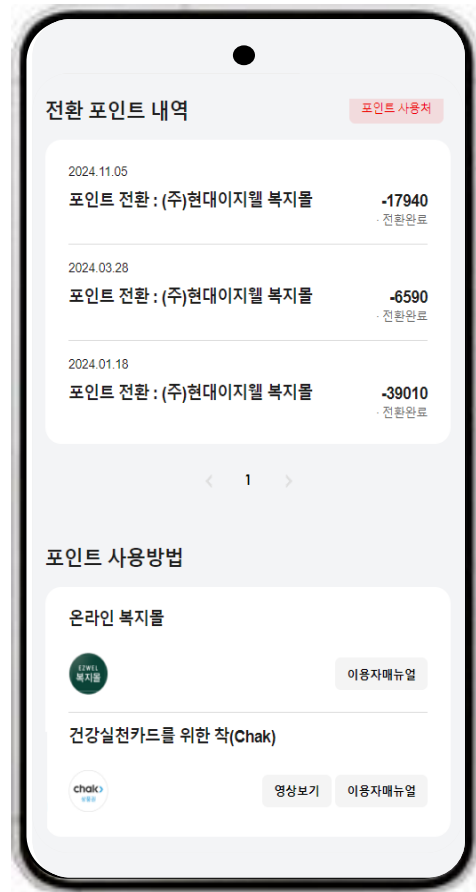 전환 포인트 내역
포인트 사용처
2024.11.05
포인트 전환 : (주)현대이지웰 복지몰
-17940
· 전환완료
2024.03.28
포인트 전환 : (주)현대이지웰 복지몰
-6590
· 전환완료
2024.01.18
포인트 전환 : (주)현대이지웰 복지몰
-39010
· 전환완료
< 1 >
포인트 사용방법
온라인 복지몰
EZWEL
복지몰
이용자매뉴얼
건강실천카드를 위한 착(Chak)
chak
상품권
영상보기
이용자매뉴얼